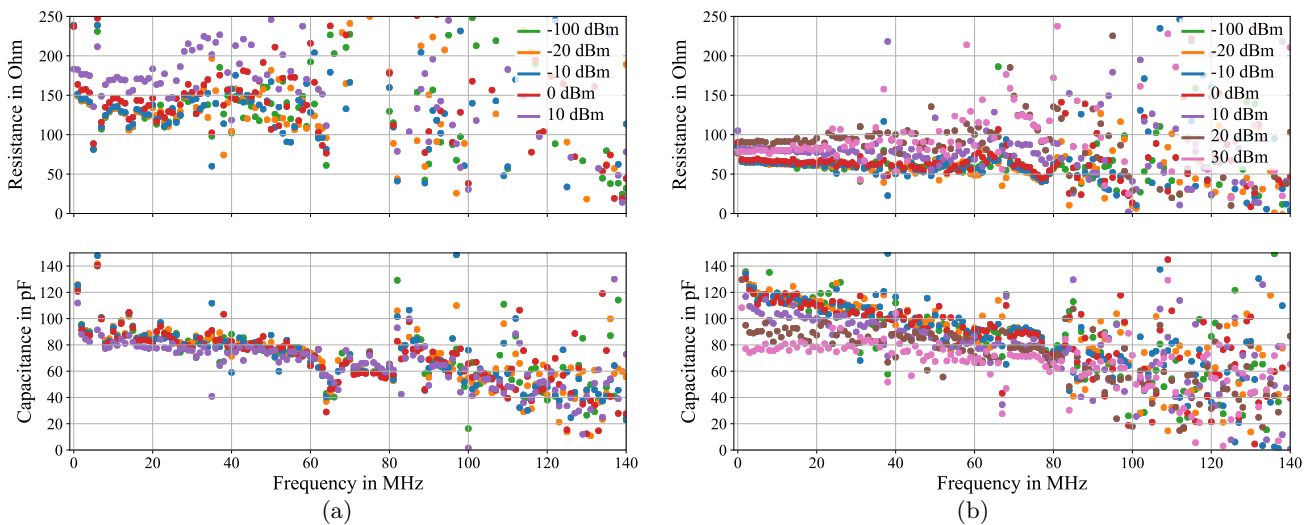 250
200
150
100
50
0
Resistance in Ohm
-100 dBm
-20 dBm
-10 dBm
0 dBm
10 dBm
140
120
100
80
60
40
20
0
Capacitance in pF
0 20 40 60 80 100 120 140
Frequency in MHz
(a)
250
200
150
100
50
0
Resistance in Ohm
-100 dBm
-20 dBm
-10 dBm
0 dBm
10 dBm
20 dBm
30 dBm
140
120
100
80
60
40
20
0
Capacitance in pF
0 20 40 60 80 100 120 140
Frequency in MHz
(b)